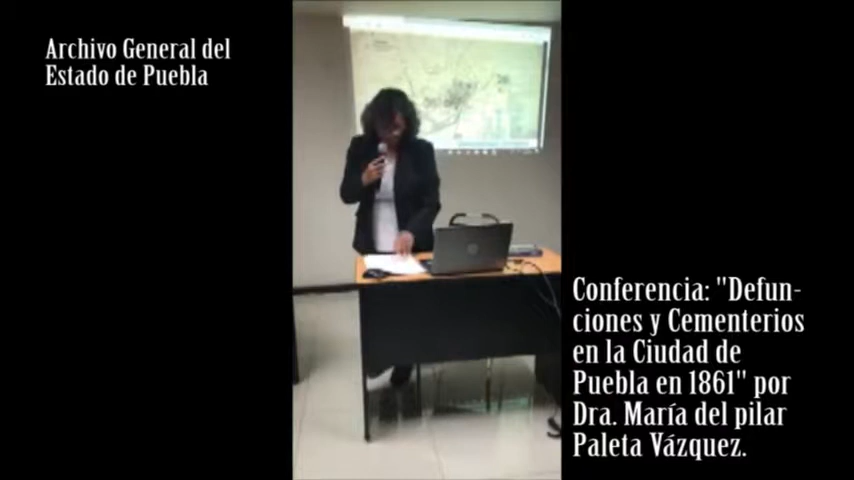 Archivo General del
Estado de Puebla
Conferencia: "Defun-
ciones y Cementerios
en la Ciudad de
Puebla en 1861" por
Dra. María del pilar
Paleta Vázquez.